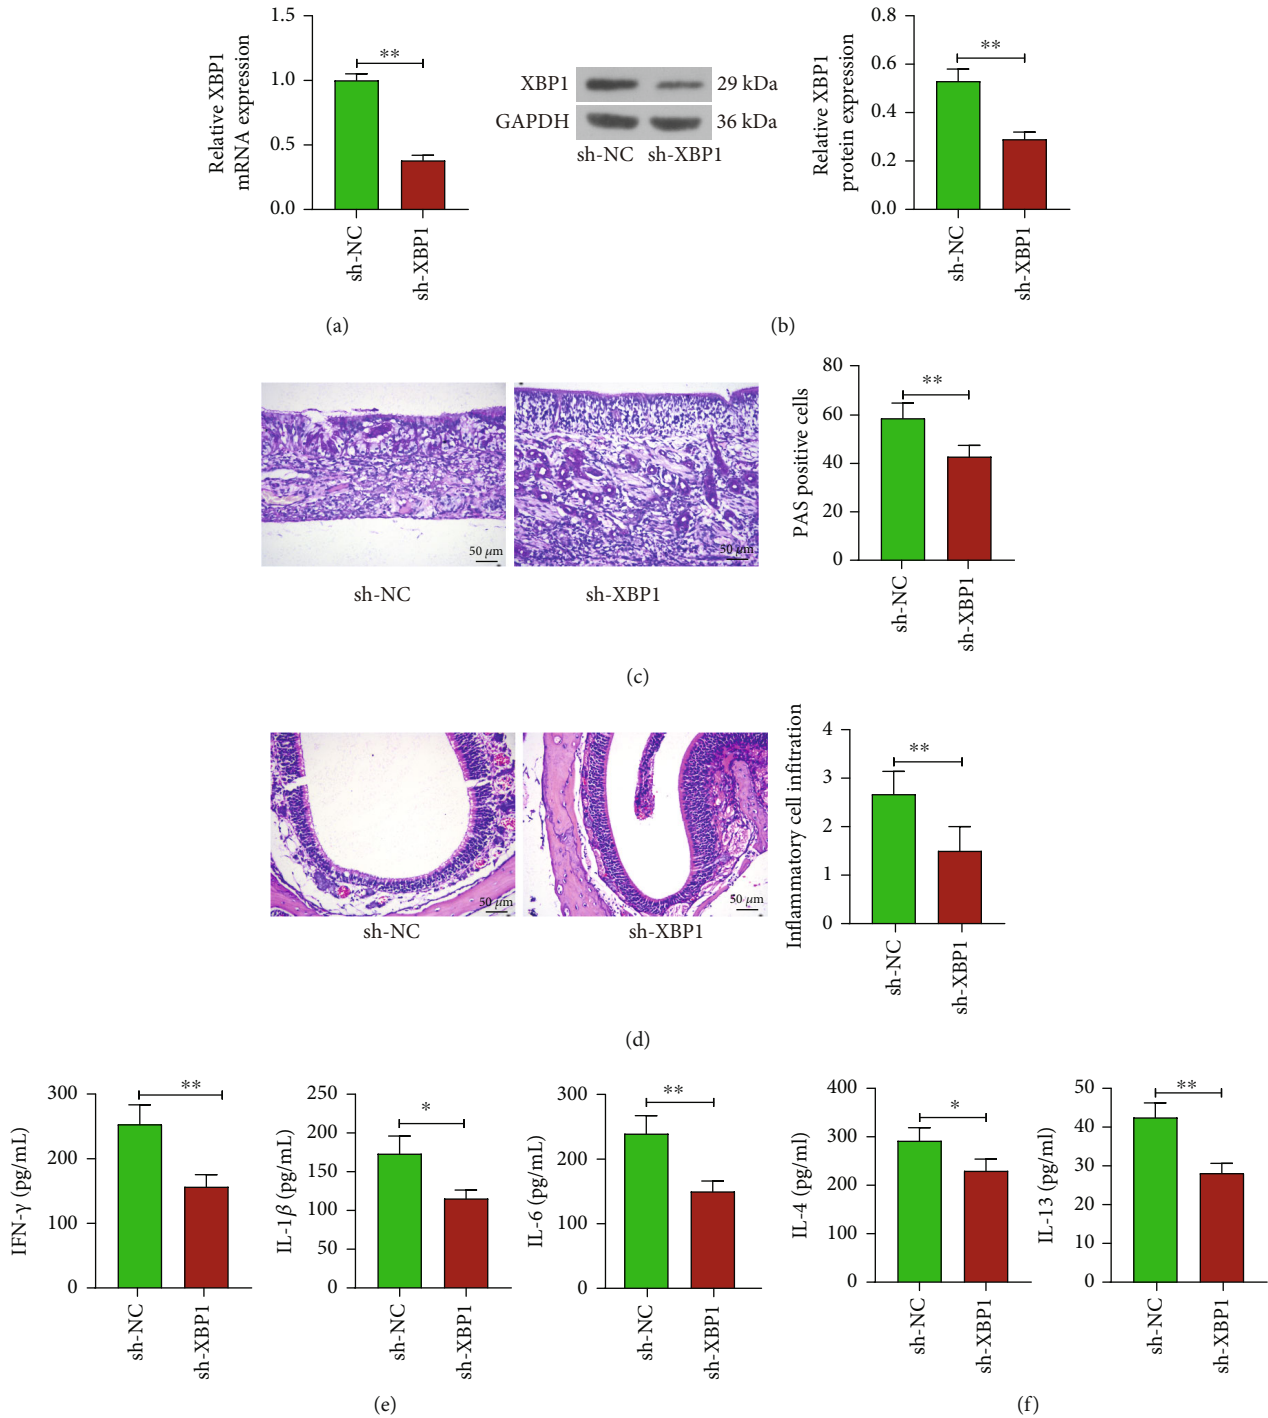 Relative XBP1
mRNA expression
1.5
1.0
0.5
0.0
**
sh-NC
sh-XBP1
(a)
XBP1
29 kDa
GAPDH
36 kDa
sh-NC
sh-XBP1
Relative XBP1
protein expression
0.8
0.6
0.4
0.2
0.0
**
sh-NC
sh-XBP1
(b)
50 μm
sh-NC
50 μm
sh-XBP1
PAS positive cells
80
60
40
20
0
**
sh-NC
sh-XBP1
(c)
50 μm
sh-NC
50 μm
sh-XBP1
Inflammatory cell infitration
4
3
2
1
0
**
sh-NC
sh-XBP1
(d)
IFN-γ (pg/mL)
300
200
100
0
**
sh-NC
sh-XBP1
IL-1β (pg/mL)
250
200
150
100
50
0
*
sh-NC
sh-XBP1
IL-6 (pg/mL)
300
200
100
0
**
sh-NC
sh-XBP1
(e)
IL-4 (pg/ml)
400
300
200
100
0
*
sh-NC
sh-XBP1
IL-13 (pg/ml)
50
40
30
20
10
0
**
sh-NC
sh-XBP1
(f)